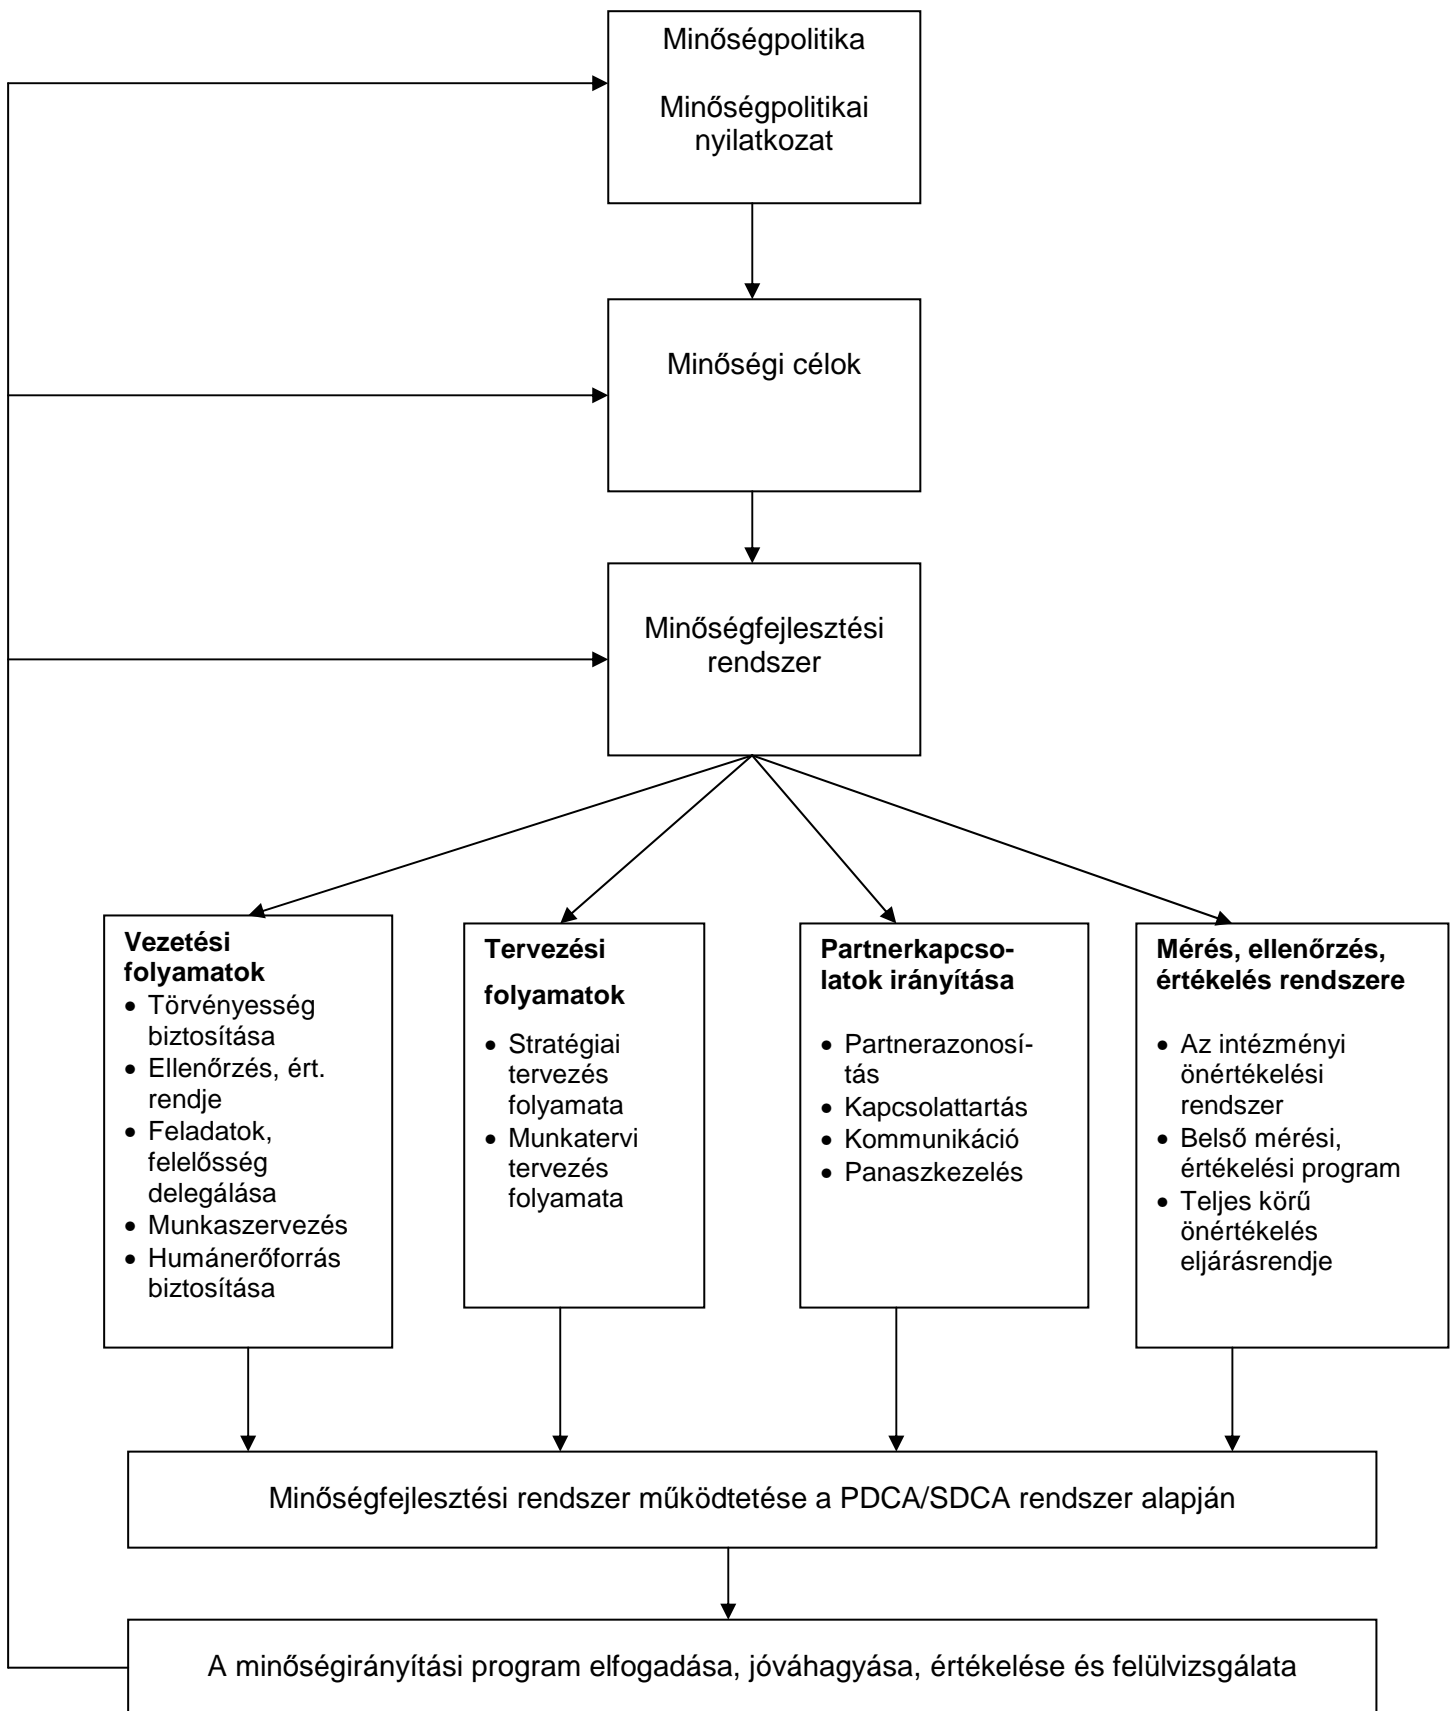 Minőségpolitika
Minőségpolitikai
nyilatkozat
Minőségi célok
Minőségfejlesztési
rendszer
Vezetési
folyamatok
• Törvényesség
biztosítása
• Ellenőrzés, ért.
rendje
• Feladatok,
felelősség
delegálása
• Munkaszervezés
• Humánerőforrás
biztosítása
Tervezési
folyamatok
• Stratégiai
tervezés
folyamata
• Munkatervi
tervezés
folyamata
Partnerkapcso-
latok irányítása
• Partnerazonosí-
tás
• Kapcsolattartás
• Kommunikáció
• Panaszkezelés
Mérés, ellenőrzés,
értékelés rendszere
• Az intézményi
önértékelési
rendszer
• Belső mérési,
értékelési program
• Teljes körű
önértékelés
eljárásrendje
Minőségfejlesztési rendszer működtetése a PDCA/SDCA rendszer alapján
A minőségirányítási program elfogadása, jóváhagyása, értékelése és felülvizsgálata